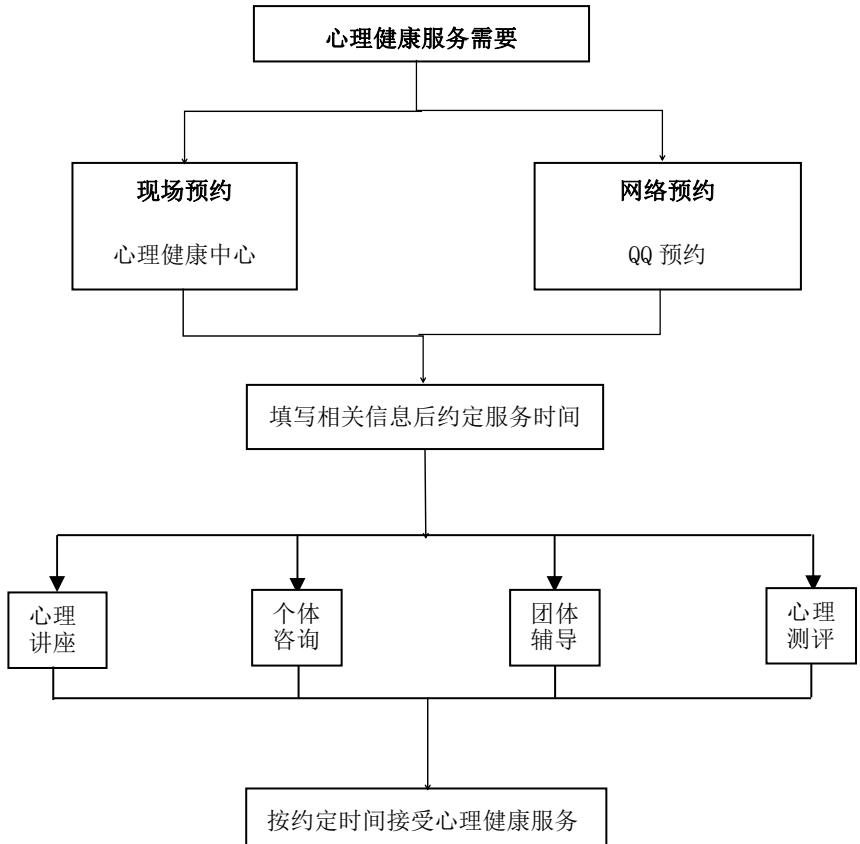 心理健康服务需要
现场预约
心理健康中心
网络预约
QQ 预约
填写相关信息后约定服务时间
心理
讲座
个体
咨询
团体
辅导
心理
测评
按约定时间接受心理健康服务